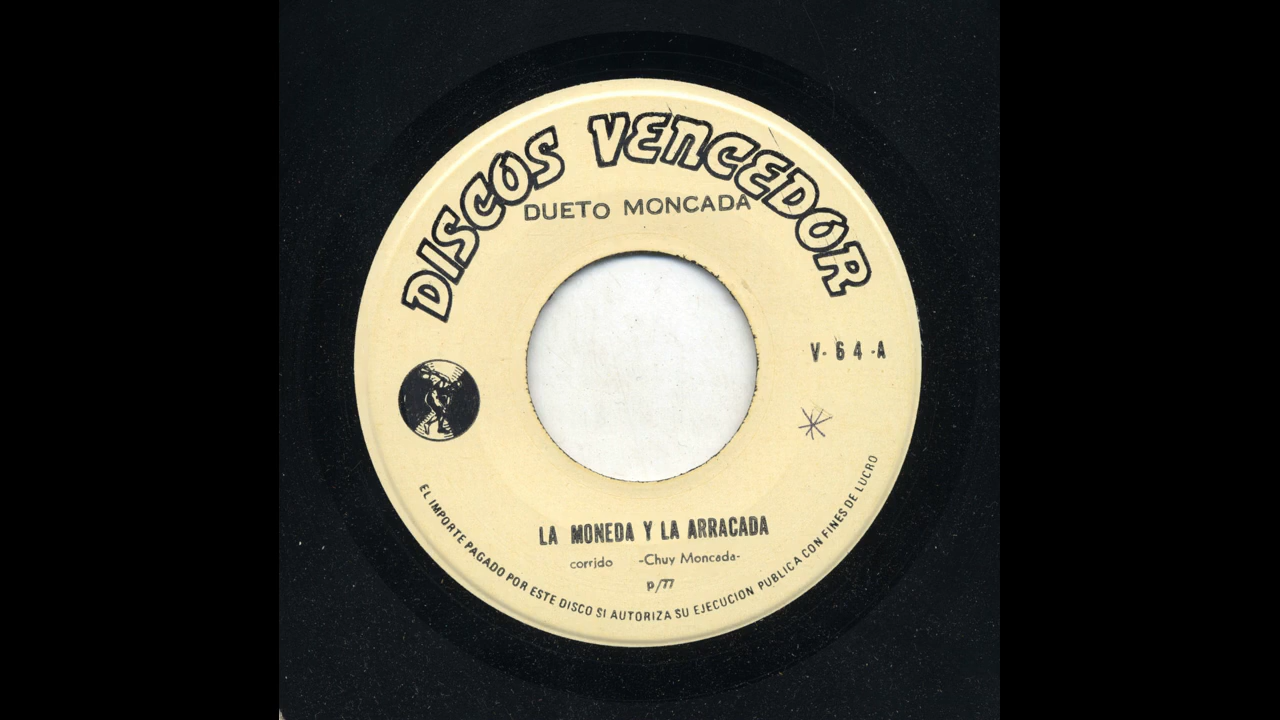 DISCOS VENCEDOR
DUETO MONCADA
V-64-A
LA MONEDA Y LA ARRACADA
corrido -Chuy Moncada-
p/77
EL IMPORTE PAGADO POR ESTE DISCO SI AUTORIZA SU EJECUCION PUBLICA CON FINES DE LUCRO